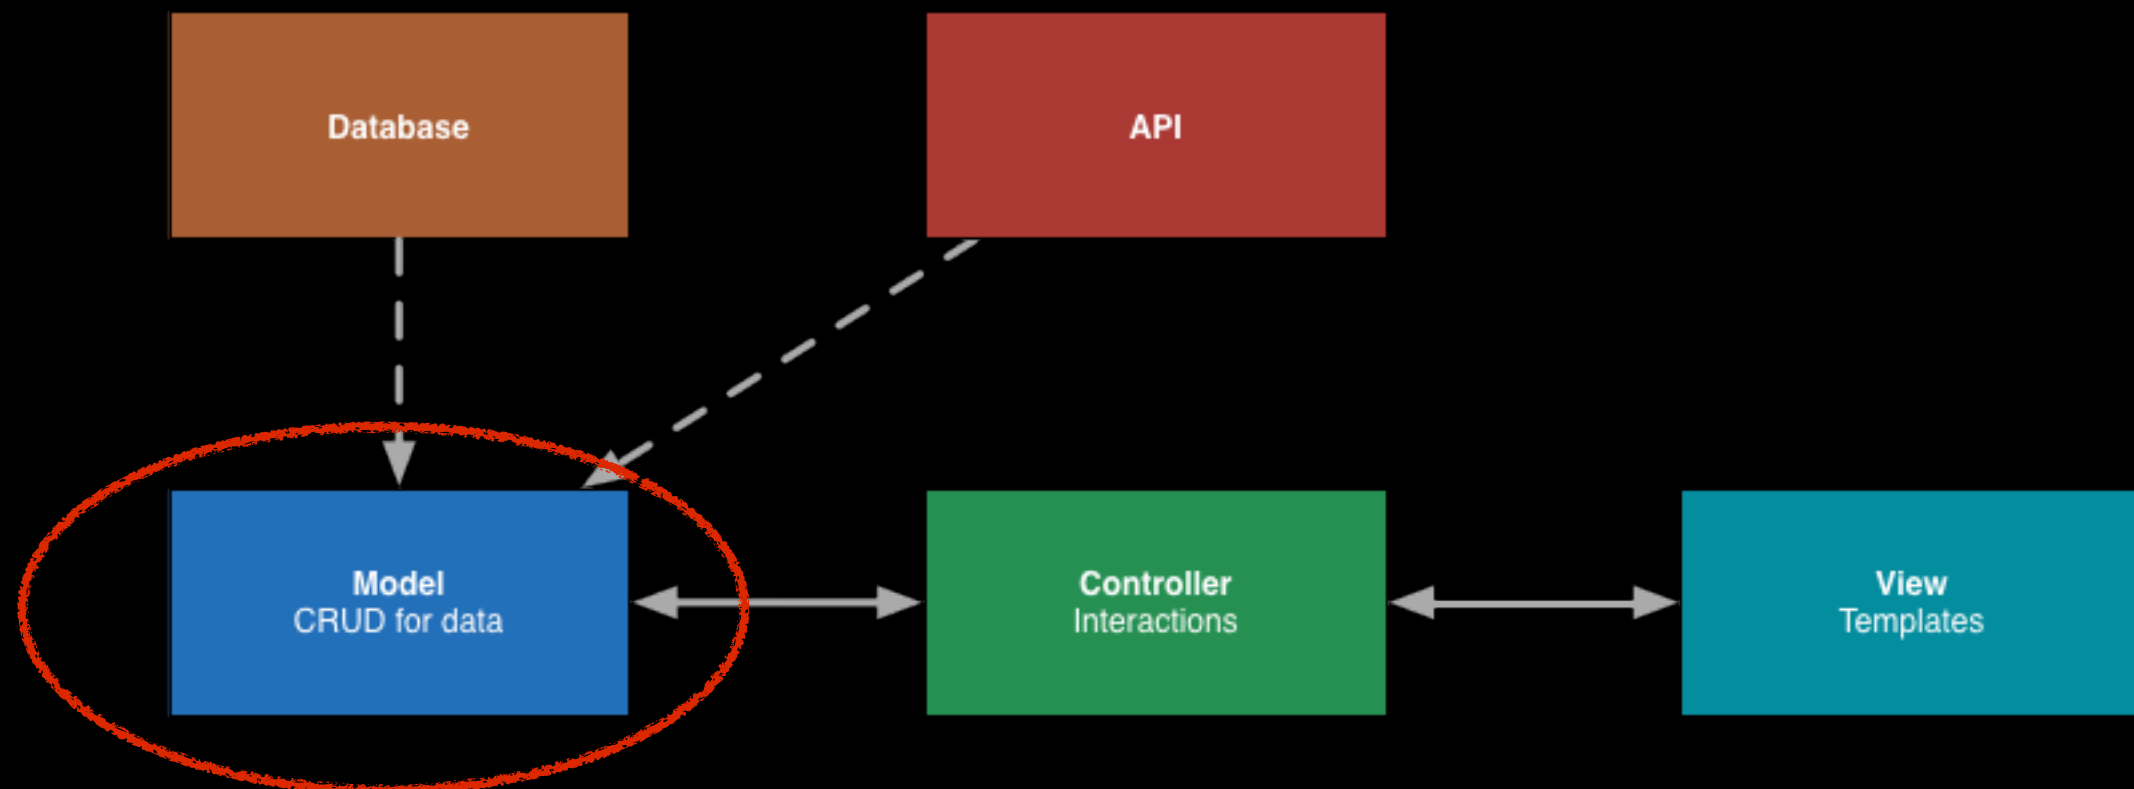 Database
API
Model
CRUD for data
Controller
Interactions
View
Templates